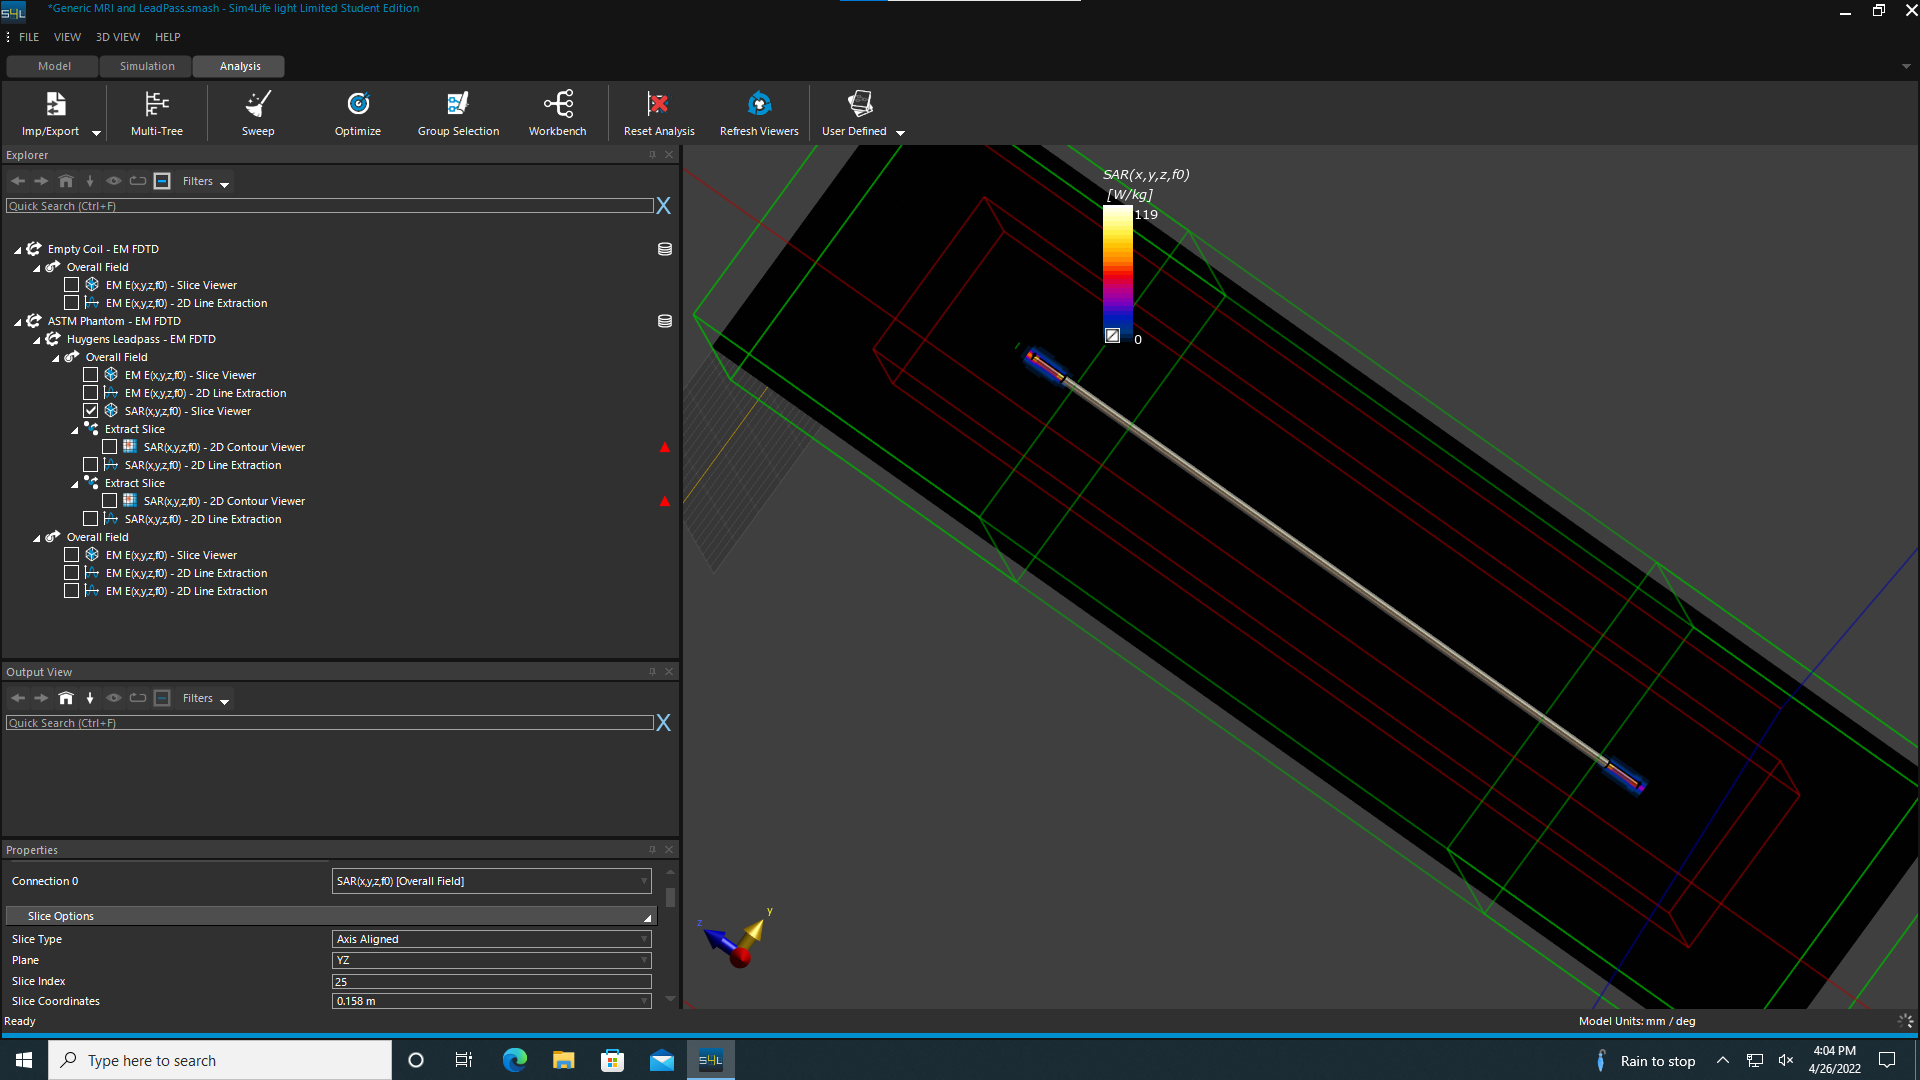 *Generic MRI and LeadPass.smash - Sim4Life light Limited Student Edition
FILE VIEW 3D VIEW HELP
Model Simulation Analysis
Imp/Export Multi-Tree Sweep Optimize Group Selection Workbench Reset Analysis Refresh Viewers User Defined
Explorer
Filters
Quick Search (Ctrl+F) X
Empty Coil - EM FDTD
Overall Field
EM E(x,y,z,f0) - Slice Viewer
EM E(x,y,z,f0) - 2D Line Extraction
ASTM Phantom - EM FDTD
Huygens Leadpass - EM FDTD
Overall Field
EM E(x,y,z,f0) - Slice Viewer
EM E(x,y,z,f0) - 2D Line Extraction
SAR(x,y,z,f0) - Slice Viewer
Extract Slice
SAR(x,y,z,f0) - 2D Contour Viewer
SAR(x,y,z,f0) - 2D Line Extraction
Extract Slice
SAR(x,y,z,f0) - 2D Contour Viewer
SAR(x,y,z,f0) - 2D Line Extraction
Overall Field
EM E(x,y,z,f0) - Slice Viewer
EM E(x,y,z,f0) - 2D Line Extraction
EM E(x,y,z,f0) - 2D Line Extraction
Output View
Filters
Quick Search (Ctrl+F) X
Properties
Connection 0 SAR(x,y,z,f0) [Overall Field]
Slice Options
Slice Type Axis Aligned
Plane YZ
Slice Index 25
Slice Coordinates 0.158 m
SAR(x,y,z,f0)
[W/kg]
119
0
z y
Ready Model Units: mm / deg
Type here to search
S4L
Rain to stop
4:04 PM
4/26/2022